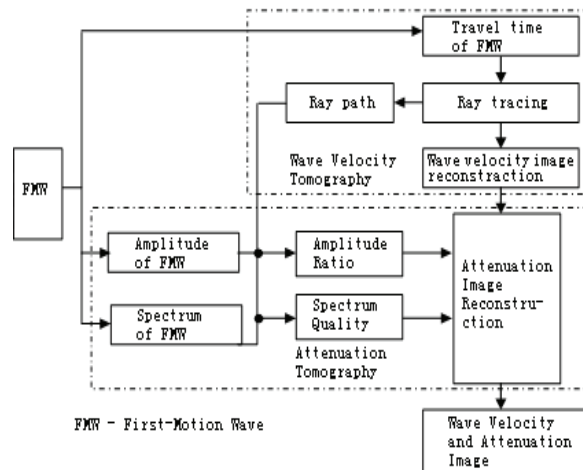 Travel time
of FMW
Ray path
Ray tracing
Wave Velocity
Tomography
Wave velocity image
reconstraction
FMW
Amplitude
of FMW
Amplitude
Ratio
Attenuation
Image
Reconstru-
ction
Spectrum
of FMW
Spectrum
Quality
Attenuation
Tomography
FMW - First-Motion Wave
Wave Velocity
and Attenuation
Image